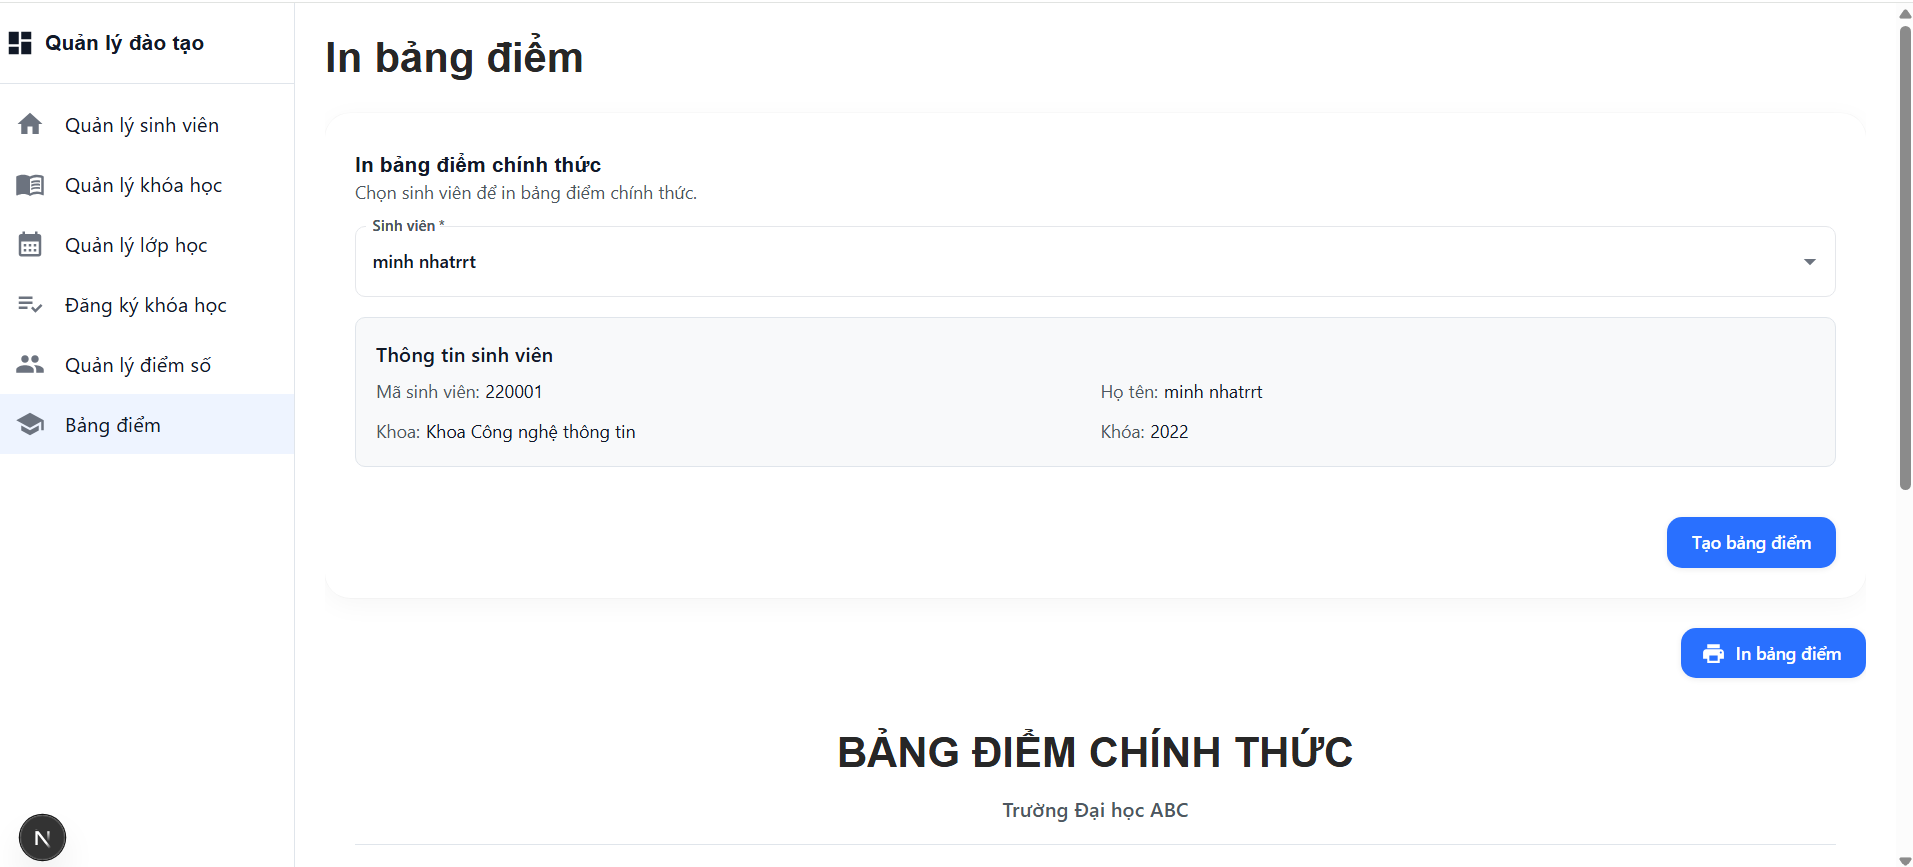 Quản lý đào tạo
Quản lý sinh viên
Quản lý khóa học
Quản lý lớp học
Đăng ký khóa học
Quản lý điểm số
Bảng điểm
N
In bảng điểm
In bảng điểm chính thức
Chọn sinh viên để in bảng điểm chính thức.
Sinh viên *
minh nhatrrt
Thông tin sinh viên
Mã sinh viên: 220001
Họ tên: minh nhatrrt
Khoa: Khoa Công nghệ thông tin
Khóa: 2022
Tạo bảng điểm
In bảng điểm
BẢNG ĐIỂM CHÍNH THỨC
Trường Đại học ABC